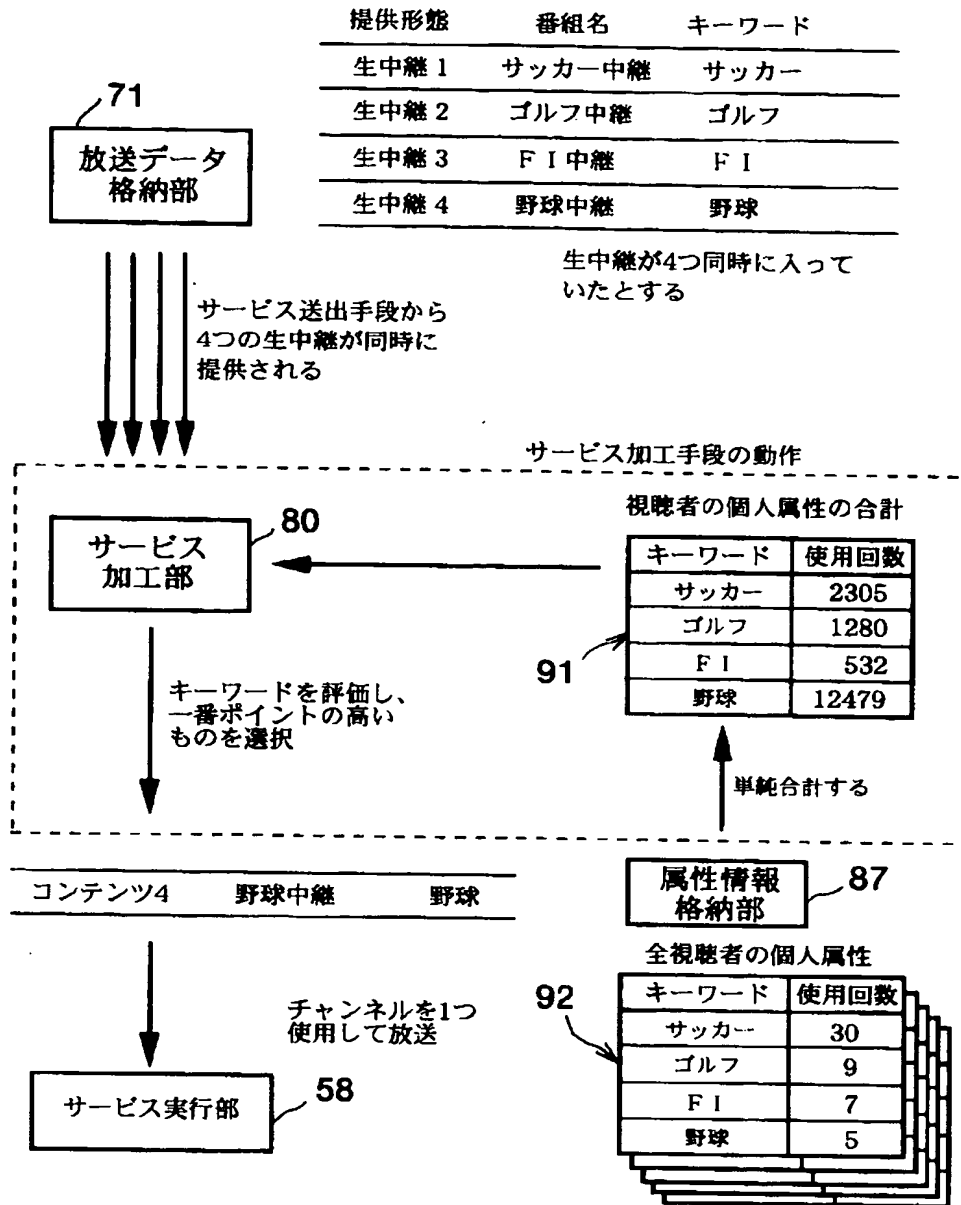 提供形態 番組名 キーワード
生中継1 サッカー中継 サッカー
生中継2 ゴルフ中継 ゴルフ
生中継3 FI中継 FI
生中継4 野球中継 野球
生中継が4つ同時に入って
いたとする
71
放送データ
格納部
サービス送出手段から
4つの生中継が同時に
提供される
サービス加工手段の動作
80
サービス
加工部
視聴者の個人属性の合計
キーワード 使用回数
サッカー 2305
ゴルフ 1280
FI 532
野球 12479
91
キーワードを評価し、
一番ポイントの高い
ものを選択
単純合計する
コンテンツ4 野球中継 野球
属性情報
格納部
87
全視聴者の個人属性
キーワード 使用回数
サッカー 30
ゴルフ 9
FI 7
野球 5
92
チャンネルを1つ
使用して放送
サービス実行部
58